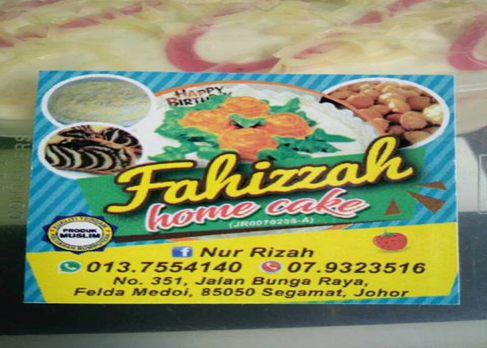 HAPPY
BIRTHDAY
Fahizzah
home cake
(JR0070298-A)
PRODUK
MUSLIM
Nur Rizah
013.7554140 07.9323516
No. 351, Jalan Bunga Raya,
Felda Medoi, 85050 Segamat, Johor